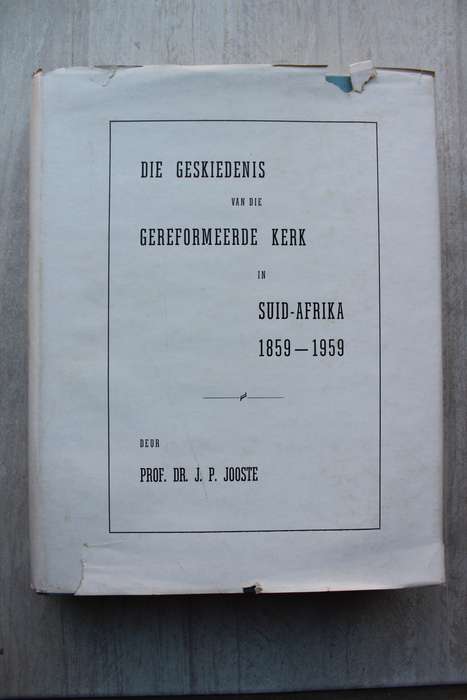 DIE GESKIEDENIS
VAN DIE
GEREFORMEERDE KERK
IN
SUID-AFRIKA
1859 — 1959
DEUR
PROF. DR. J. P. JOOSTE